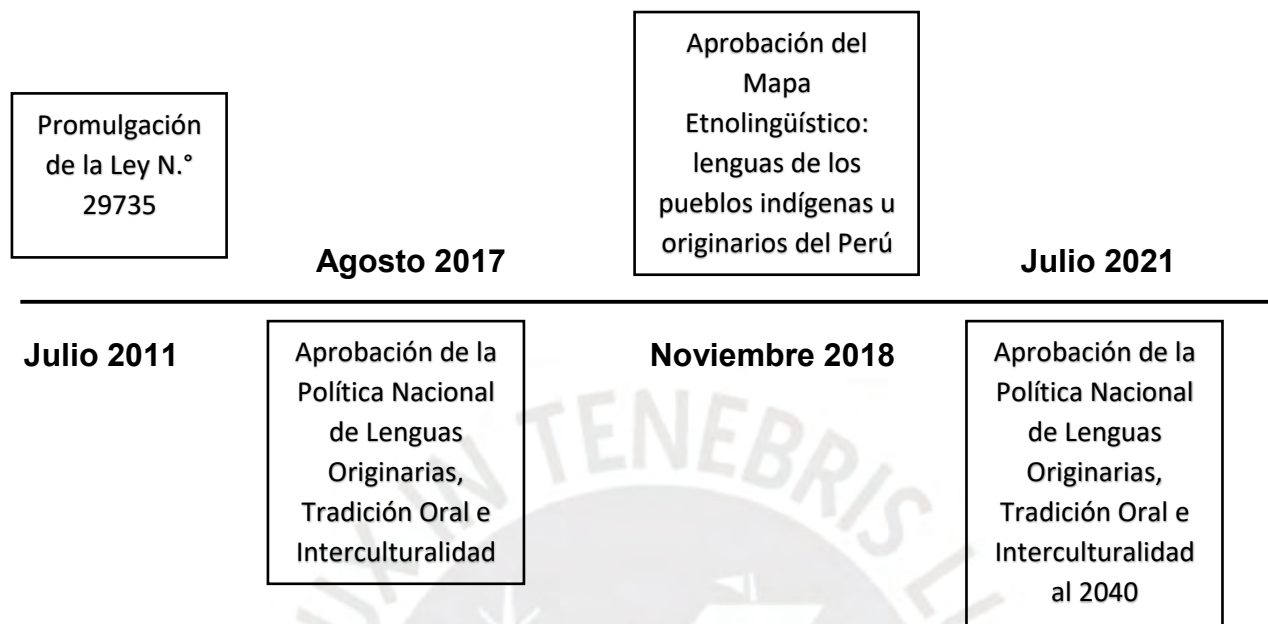 Promulgación
de la Ley N.°
29735
Julio 2011
Agosto 2017
Aprobación de la
Política Nacional
de Lenguas
Originarias,
Tradición Oral e
Interculturalidad
Aprobación del
Mapa
Etnolingüístico:
lenguas de los
pueblos indígenas u
originarios del Perú
Noviembre 2018
Julio 2021
Aprobación de la
Política Nacional
de Lenguas
Originarias,
Tradición Oral e
Interculturalidad
al 2040
TENEBRIS